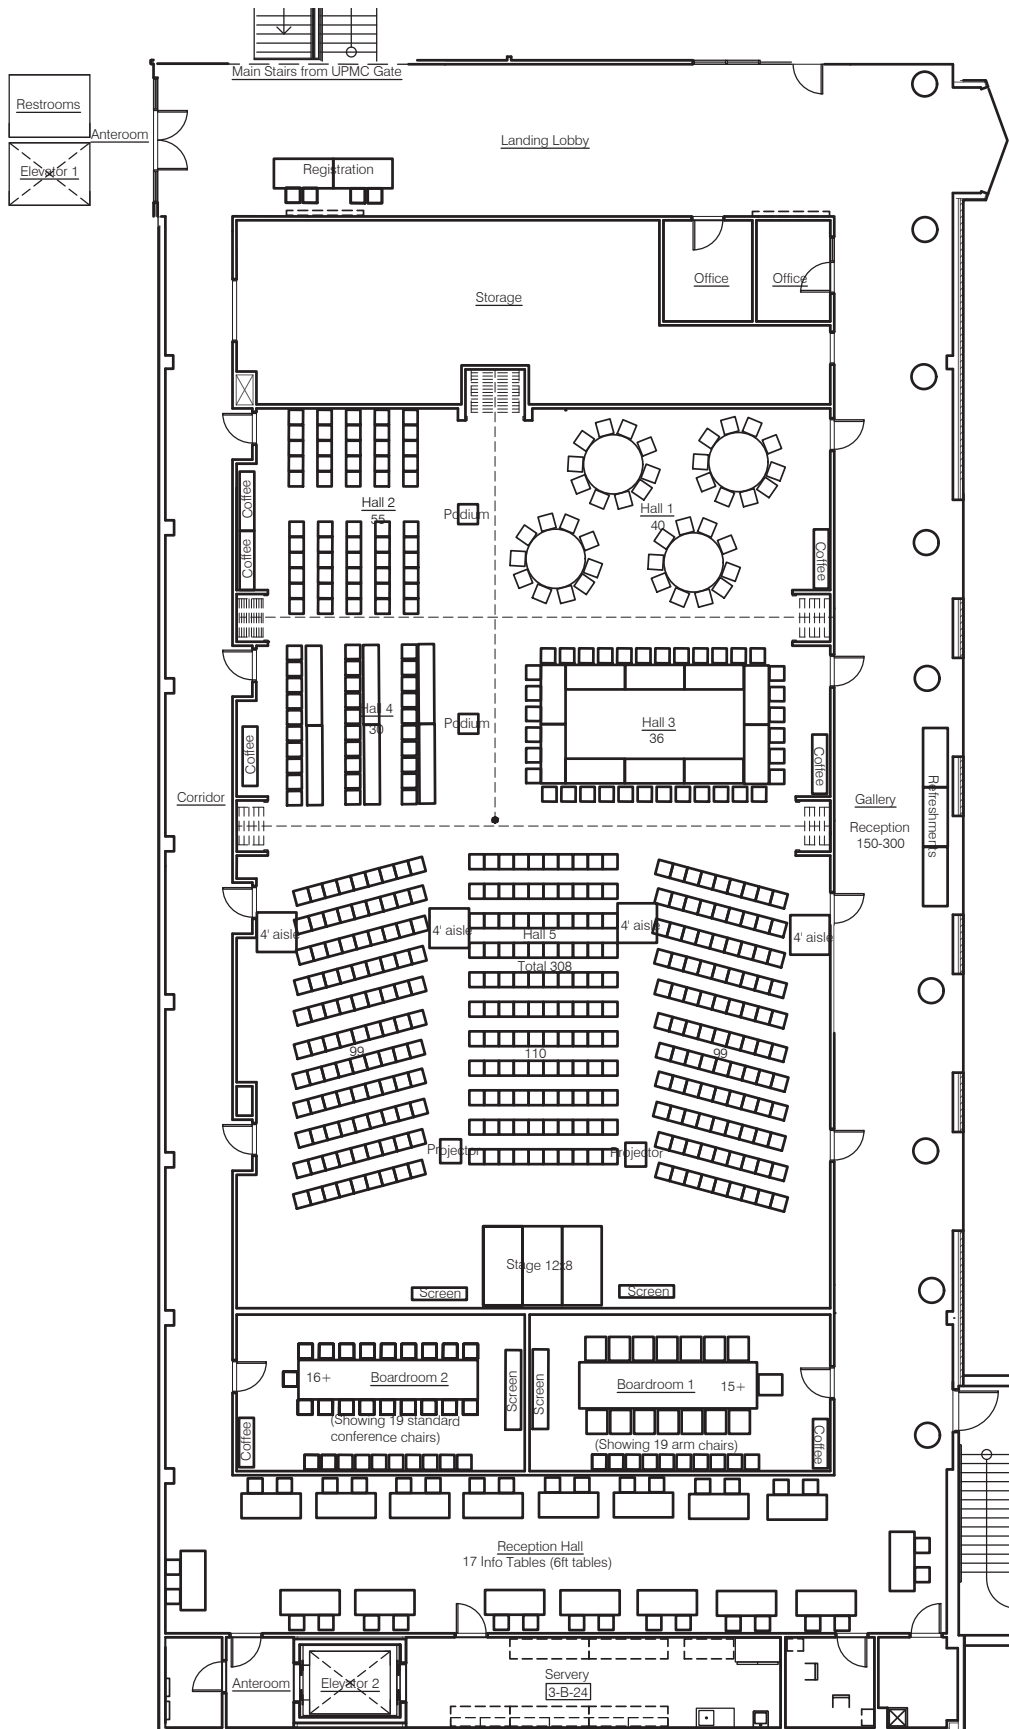 Main Stairs from UPMC Gate
Restrooms
Anteroom
Landing Lobby
Elevator 1
Registration
Office
Office
Storage
Hall 2
55
Podium
Hall 1
40
Coffee
Coffee
Coffee
Hall 4
30
Podium
Hall 3
36
Coffee
Coffee
Corridor
Gallery
Reception
150-300
Refreshments
4' aisle
4' aisle
4' aisle
4' aisle
Hall 5
Total 308
99
110
99
Projector
Projector
Stage 12x8
Screen
Screen
16+
Boardroom 2
Screen
Screen
Boardroom 1
15+
(Showing 19 standard
conference chairs)
(Showing 19 arm chairs)
Coffee
Coffee
Reception Hall
17 Info Tables (6ft tables)
Anteroom
Elevator 2
Servery
3-B-24